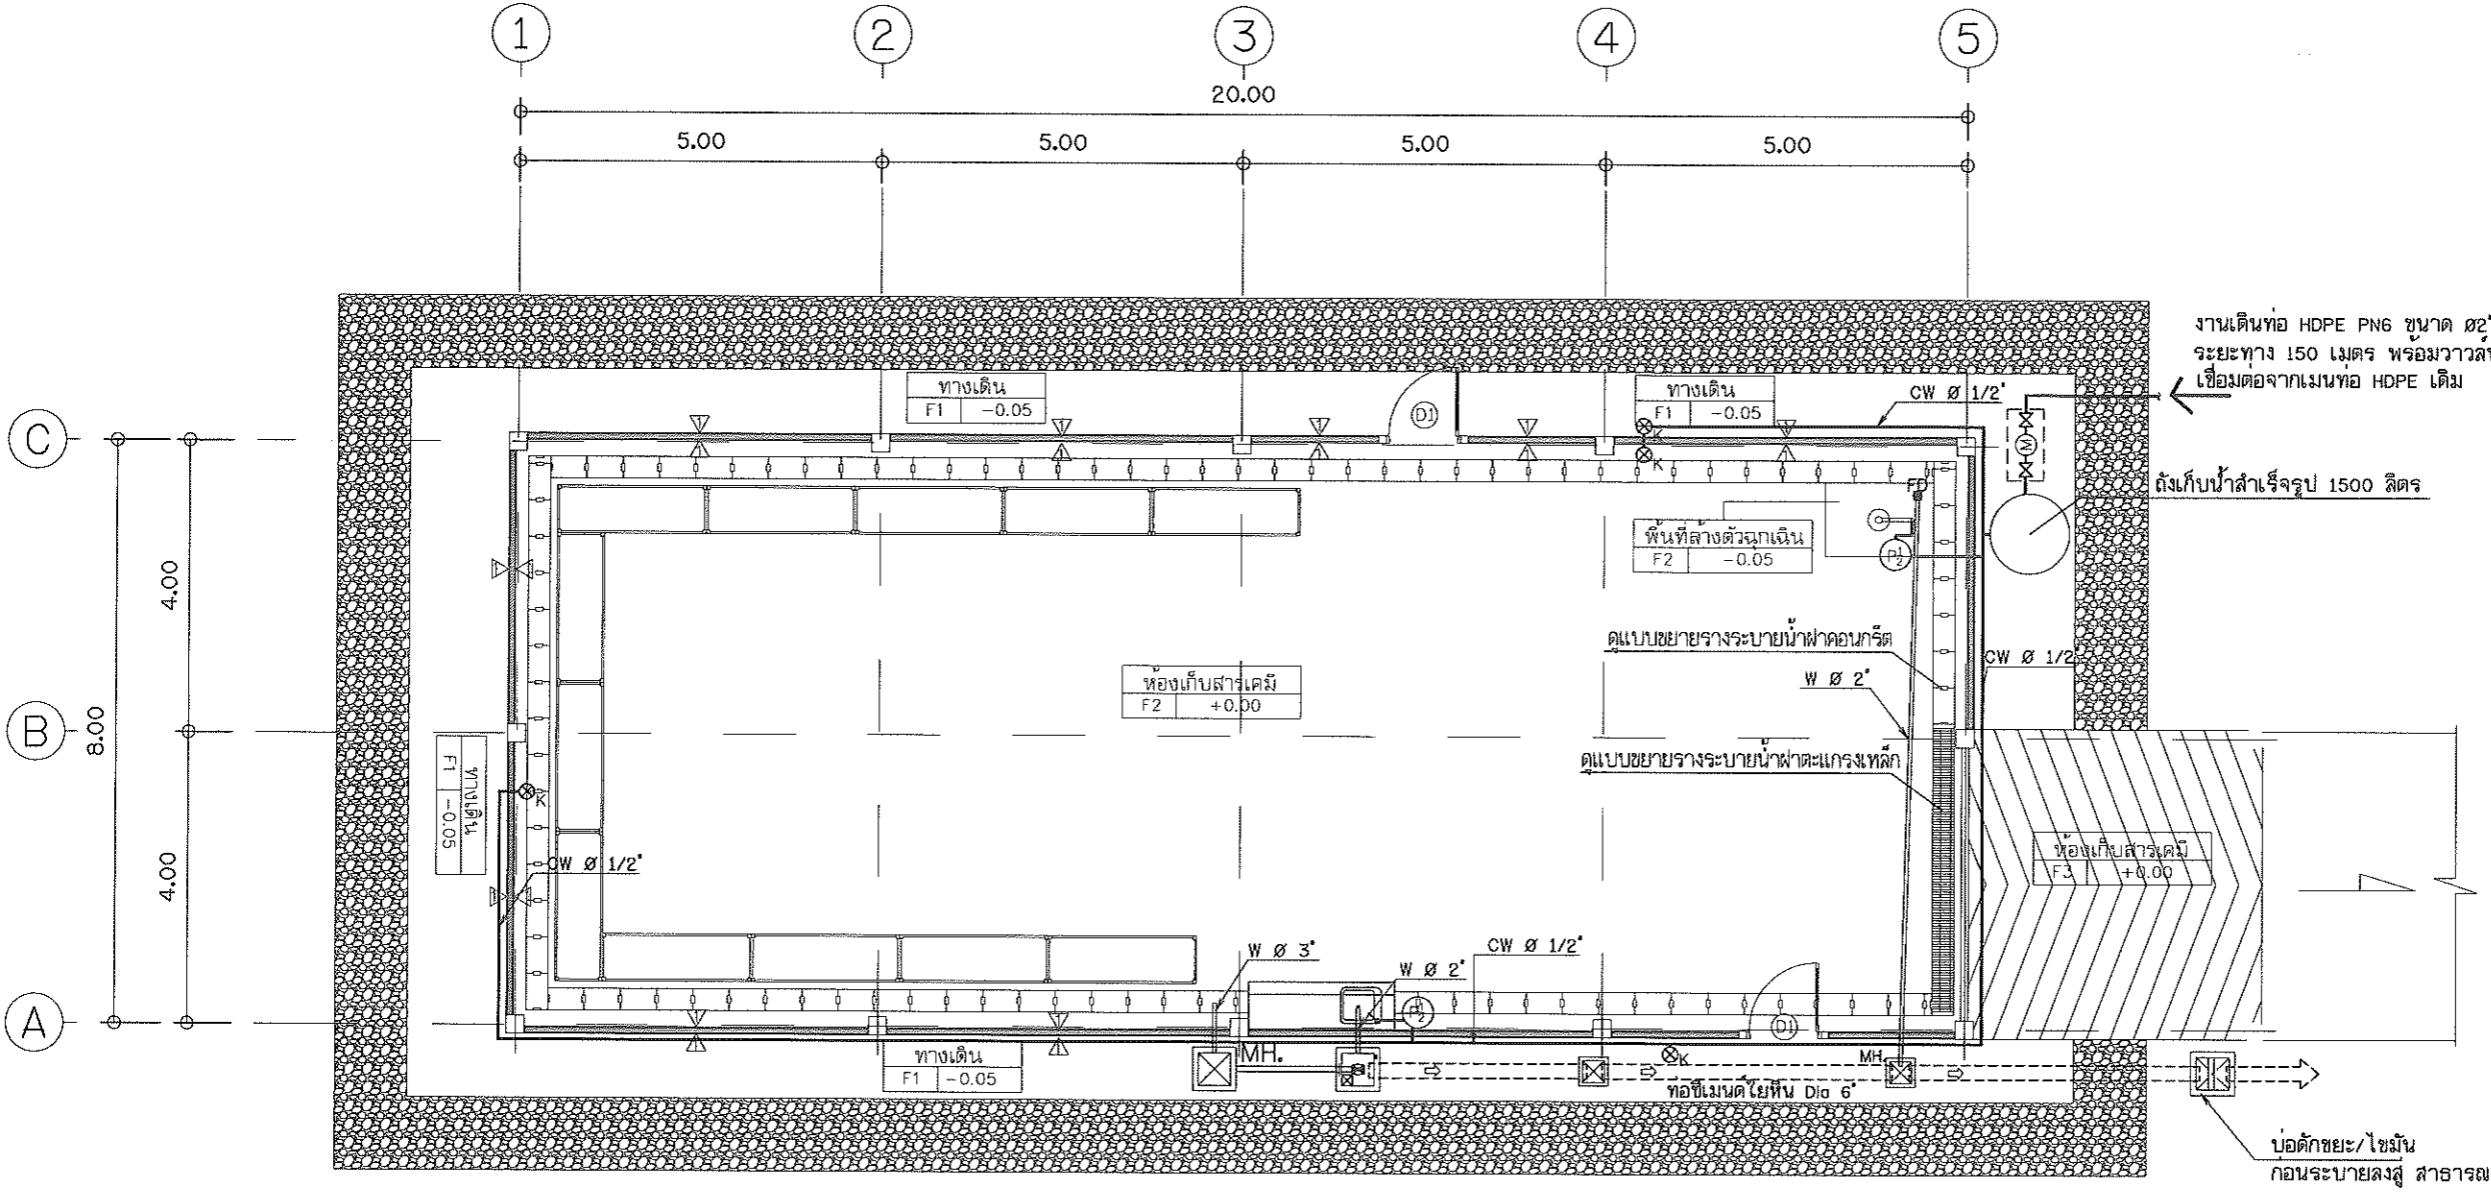 1 2 3 4 5
20.00
5.00 5.00 5.00 5.00
งานเดินท่อ HDPE PN6 ขนาด Ø2"
ระยะทาง 150 เมตร พร้อมวาวล์
เชื่อมต่อจากเมนท่อ HDPE เดิม
ทางเดิน
F1 -0.05
D1
ทางเดิน
F1 -0.05
CW Ø 1/2"
C
1 1 1 1 1
K
K
M
ถังเก็บน้ำสำเร็จรูป 1500 ลิตร
FD
พื้นที่ล้างตัวฉุกเฉิน
F2 -0.05
4.00
ดูแบบขยายรางระบายน้ำฝาคอนกรีต
CW Ø 1/2"
W Ø 2"
ห้องเก็บสารเคมี
F2 +0.00
B
8.00
ดูแบบขยายรางระบายน้ำฝาตะแกรงเหล็ก
ทางเดิน
F1 -0.05
K
CW Ø 1/2"
4.00
ห้องเก็บสารเคมี
F3 +0.00
W Ø 3"
W Ø 2"
CW Ø 1/2"
A
D1
ทางเดิน
F1 -0.05
MH.
K
MH.
ท่อซีเมนต์ใยหิน Dia 6"
บ่อดักขยะ/ไขมัน
ก่อนระบายลงสู่ สาธารณ